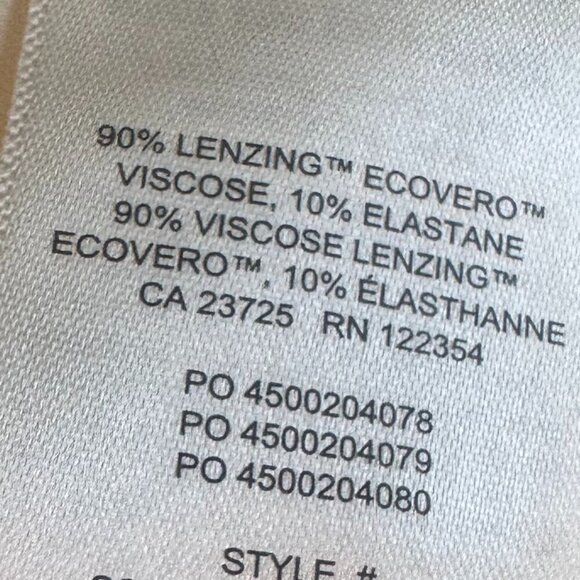 90% LENZING™ ECOVERO™
VISCOSE, 10% ELASTANE
90% VISCOSE LENZING™
ECOVERO™, 10% ÉLASTHANNE
CA 23725 RN 122354
PO 4500204078
PO 4500204079
PO 4500204080
STYLE #